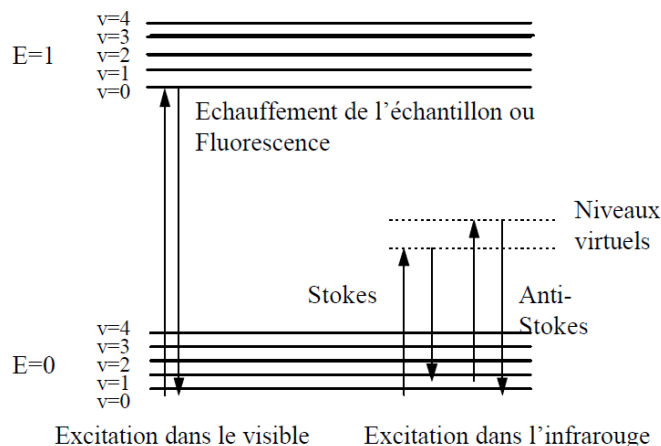 v=4
v=3
v=2
v=1
v=0
E=1
Echauffement de l'échantillon ou
Fluorescence
Niveaux
virtuels
Stokes
Anti-
Stokes
v=4
v=3
v=2
v=1
v=0
E=0
Excitation dans le visible
Excitation dans l'infrarouge